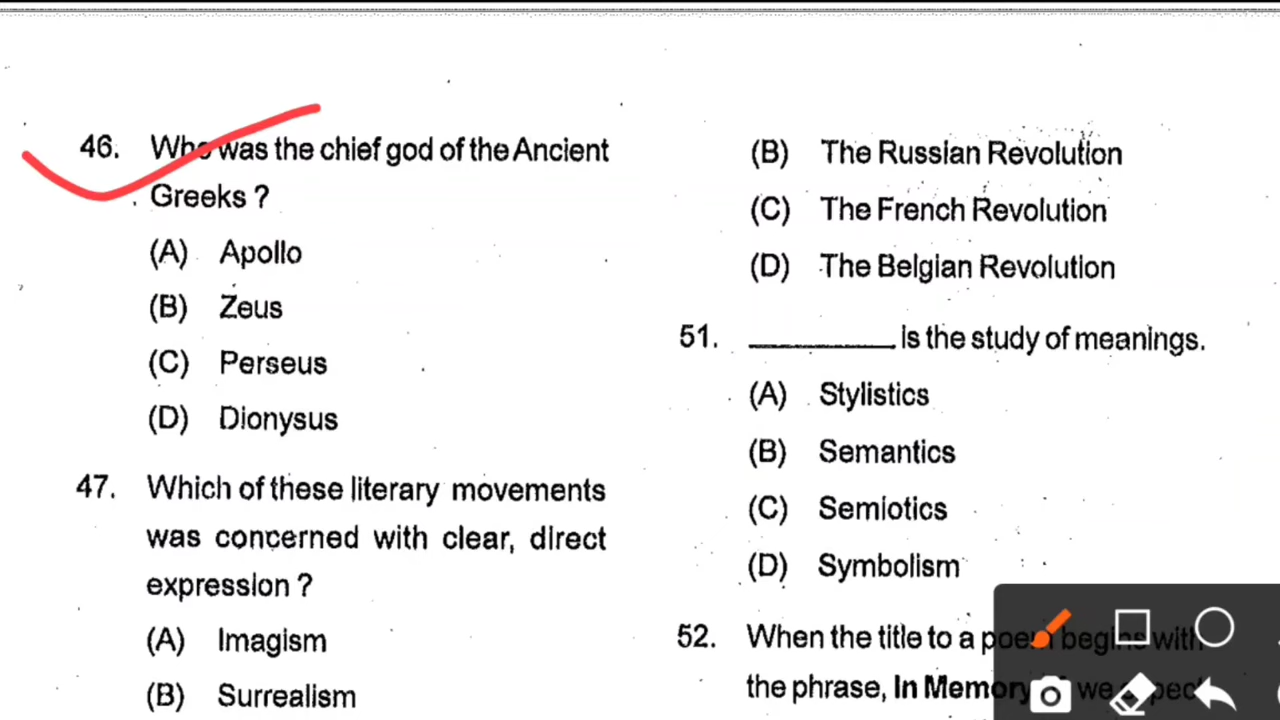 46. Who was the chief god of the Ancient
Greeks ?
(A) Apollo
(B) Zeus
(C) Perseus
(D) Dionysus
47. Which of these literary movements
was concerned with clear, direct
expression ?
(A) Imagism
(B) Surrealism
(B) The Russian Revolution
(C) The French Revolution
(D) The Belgian Revolution
51. __________ is the study of meanings.
(A) Stylistics
(B) Semantics
(C) Semiotics
(D) Symbolism
52. When the title to a poem begins with
the phrase, In Memory we expect